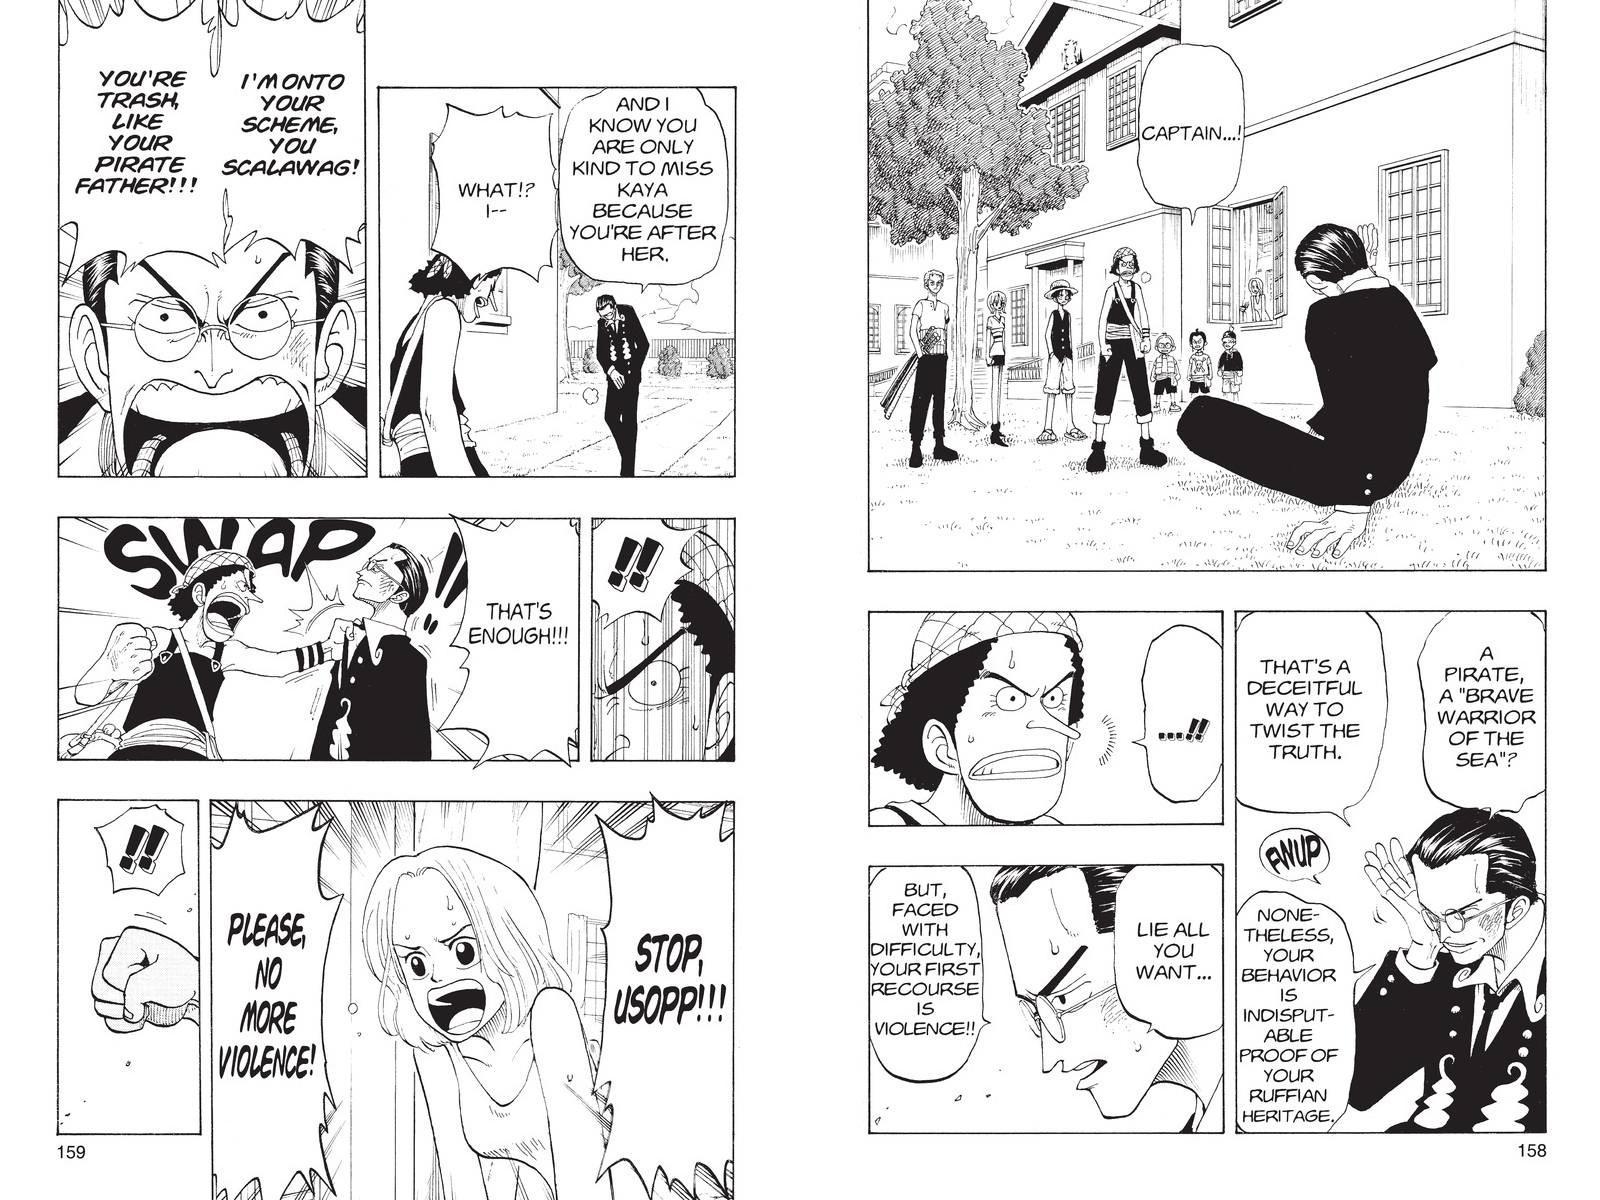 CAPTAIN...!
A
PIRATE,
A "BRAVE
WARRIOR
OF THE
SEA"?
THAT'S A
DECEITFUL
WAY TO
TWIST THE
TRUTH.
FWUP
NONE-
THELESS,
YOUR
BEHAVIOR
IS
INDISPUT-
ABLE
PROOF OF
YOUR
RUFFIAN
HERITAGE.
....!!
LIE ALL
YOU
WANT...
BUT,
FACED
WITH
DIFFICULTY,
YOUR FIRST
RECOURSE
IS
VIOLENCE!!
158
AND I
KNOW YOU
ARE ONLY
KIND TO MISS
KAYA
BECAUSE
YOU'RE AFTER
HER.
WHAT!?
I--
I'M ONTO
YOUR
SCHEME,
YOU
SCALAWAG!
YOU'RE
TRASH,
LIKE
YOUR
PIRATE
FATHER!!!
!!
THAT'S
ENOUGH!!!
SWAP
!!
STOP,
USOPP!!!
PLEASE,
NO
MORE
VIOLENCE!
!!
159